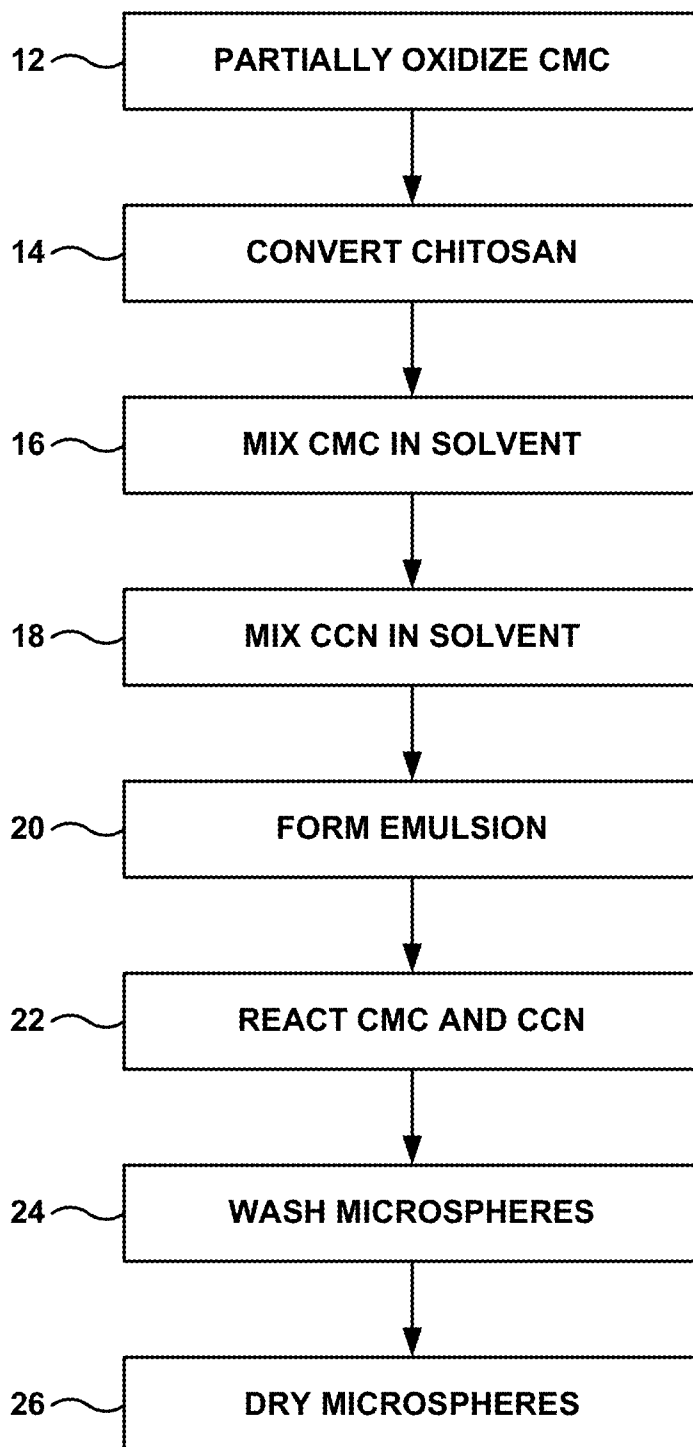 12 PARTIALLY OXIDIZE CMC
14 CONVERT CHITOSAN
16 MIX CMC IN SOLVENT
18 MIX CCN IN SOLVENT
20 FORM EMULSION
22 REACT CMC AND CCN
24 WASH MICROSPHERES
26 DRY MICROSPHERES